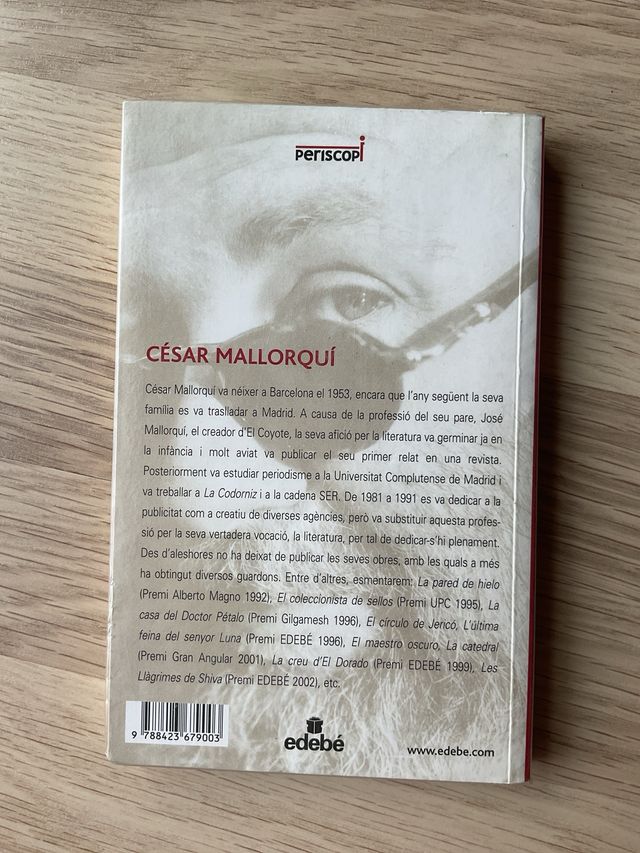 PERISCOPi
CÉSAR MALLORQUÍ
César Mallorquí va néixer a Barcelona el 1953, encara que l'any següent la seva
família es va traslladar a Madrid. A causa de la professió del seu pare, José
Mallorquí, el creador d'El Coyote, la seva afició per la literatura va germinar ja en
la infància i molt aviat va publicar el seu primer relat en una revista.
Posteriorment va estudiar periodisme a la Universitat Complutense de Madrid i
va treballar a La Codorniz i a la cadena SER. De 1981 a 1991 es va dedicar a la
publicitat com a creatiu de diverses agències, però va substituir aquesta profes-
sió per la seva vertadera vocació, la literatura, per tal de dedicar-s'hi plenament.
Des d'aleshores no ha deixat de publicar les seves obres, amb les quals a més
ha obtingut diversos guardons. Entre d'altres, esmentarem: La pared de hielo
(Premi Alberto Magno 1992), El coleccionista de sellos (Premi UPC 1995), La
casa del Doctor Pétalo (Premi Gilgamesh 1996), El círculo de Jericó, L'última
feina del senyor Luna (Premi EDEBÉ 1996), El maestro oscuro, La catedral
(Premi Gran Angular 2001), La creu d'El Dorado (Premi EDEBÉ 1999), Les
Llàgrimes de Shiva (Premi EDEBÉ 2002), etc.
9 788423 679003
edebé
www.edebe.com